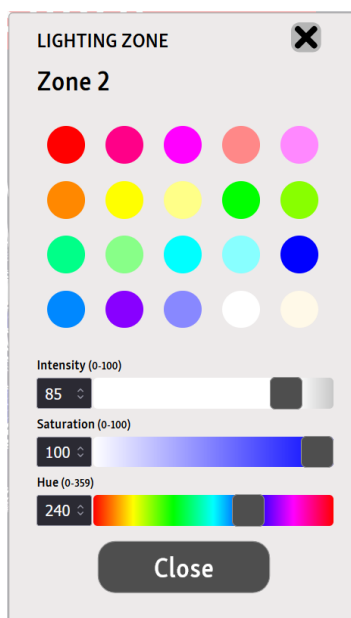 LIGHTING ZONE
Zone 2
Intensity (0-100)
85
Saturation (0-100)
100
Hue (0-359)
240
Close